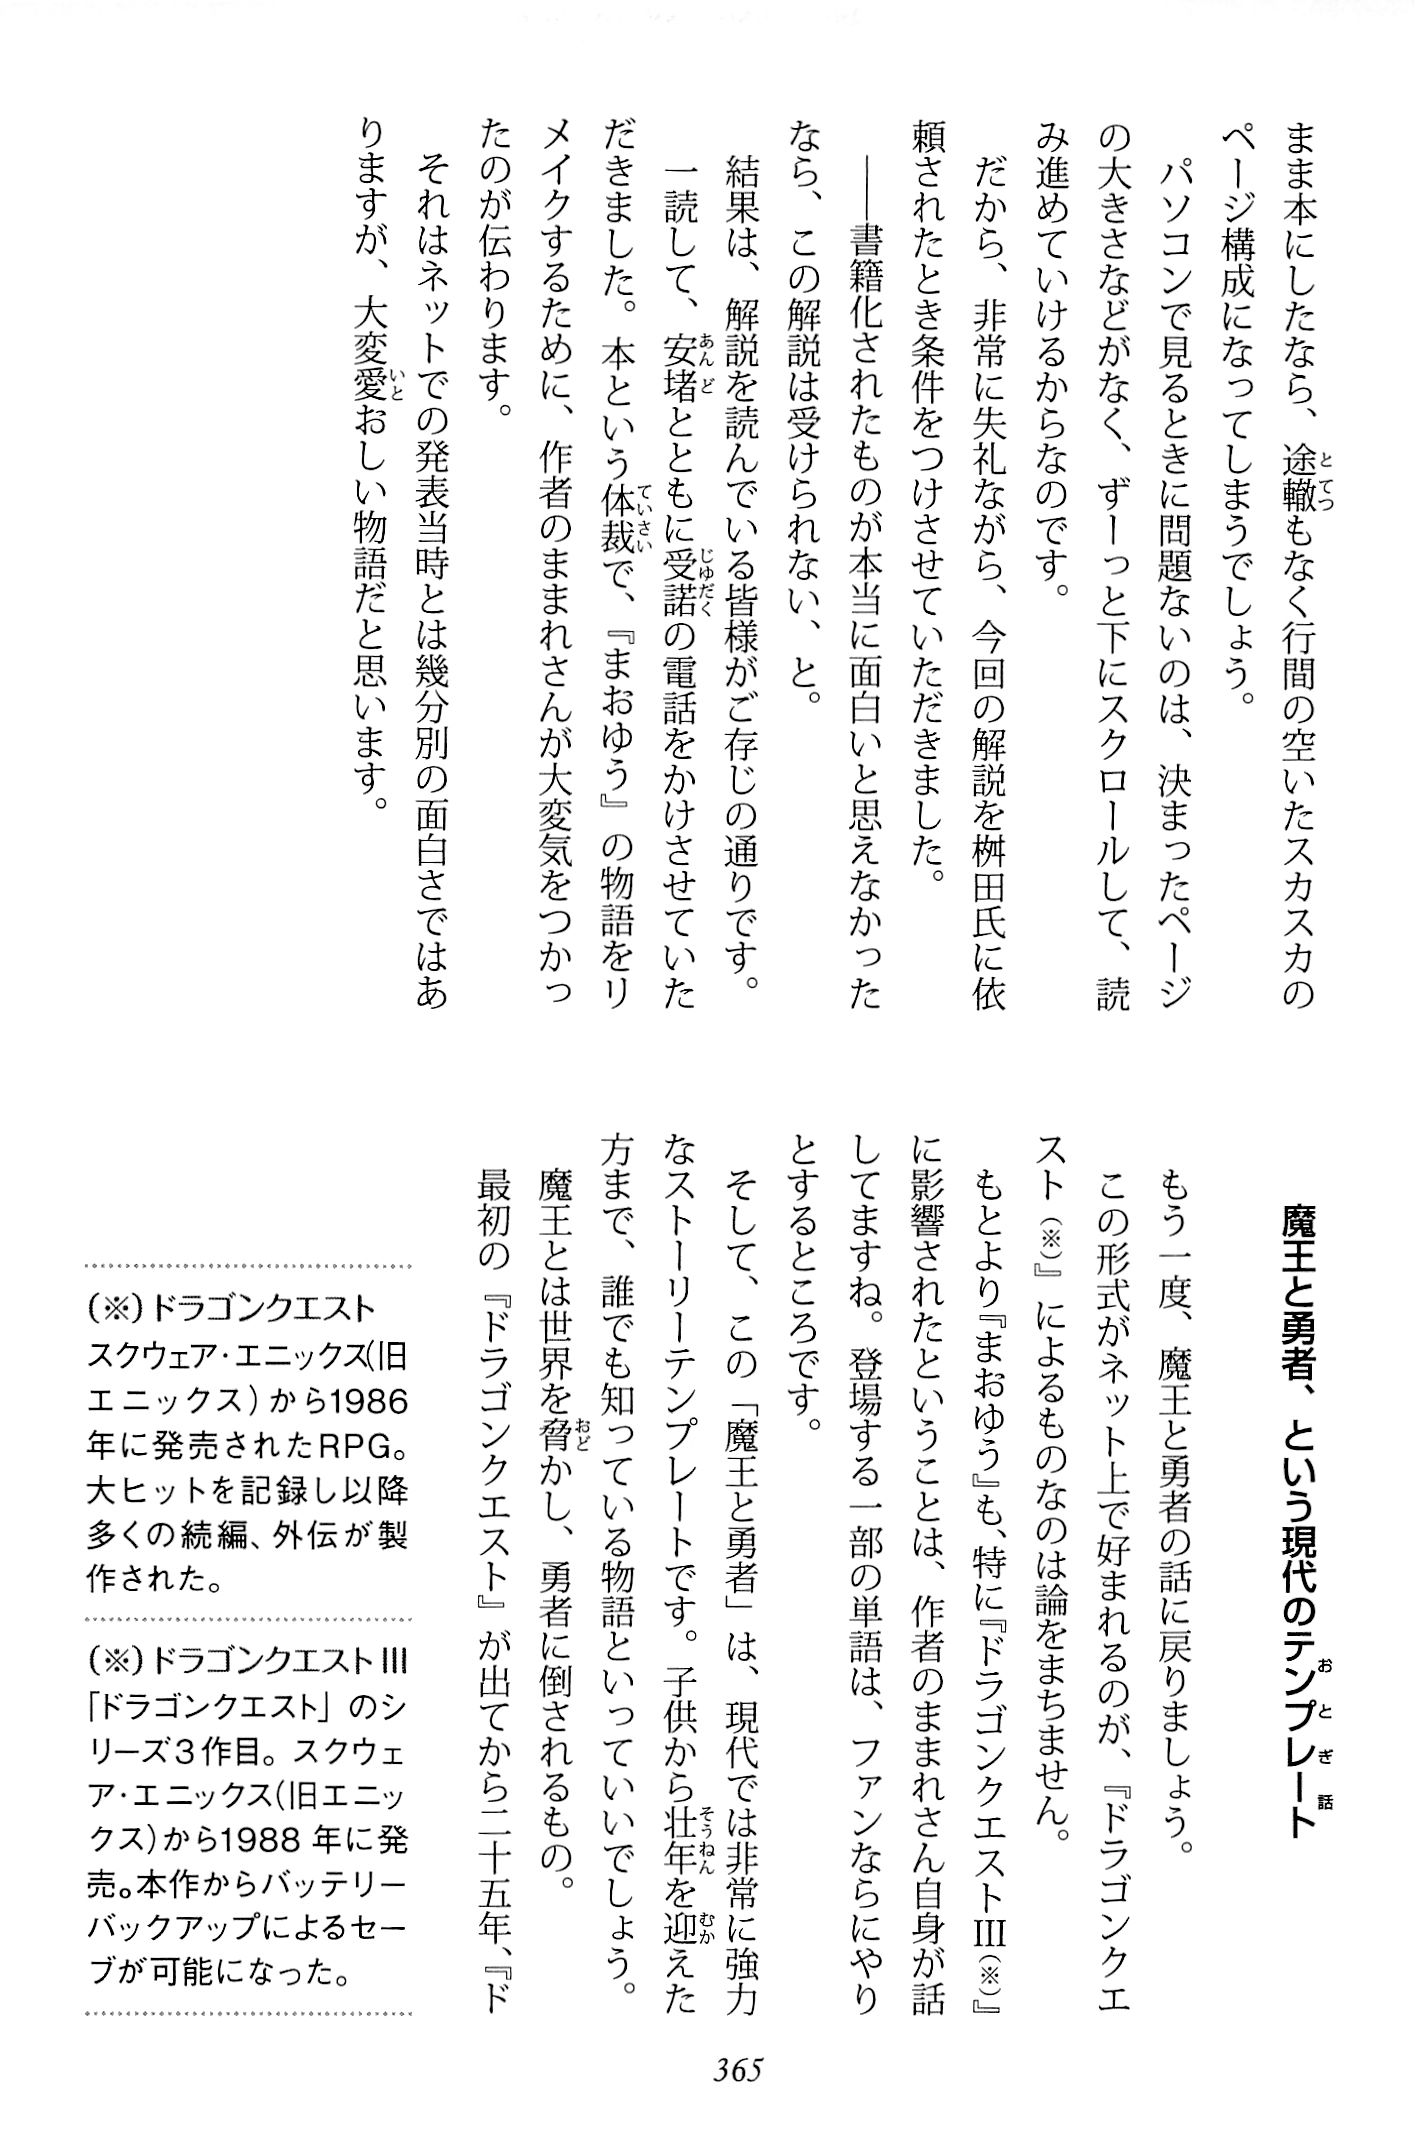 まま本にしたなら、途轍もなく行間の空いたスカスカの
ページ構成になってしまうでしょう。
　パソコンで見るときに問題ないのは、決まったページ
の大きさなどがなく、ずーっと下にスクロールして、読
み進めていけるからなのです。
　だから、非常に失礼ながら、今回の解説を桝田氏に依
頼されたとき条件をつけさせていただきました。
　――書籍化されたものが本当に面白いと思えなかった
なら、この解説は受けられない、と。
　結果は、解説を読んでいる皆様がご存じの通りです。
　一読して、安堵とともに受諾の電話をかけさせていた
だきました。本という体裁で、『まおゆう』の物語をリ
メイクするために、作者のままれさんが大変気をつかっ
たのが伝わります。
　それはネットでの発表当時とは幾分別の面白さではあ
りますが、大変愛おしい物語だと思います。
魔王と勇者、という現代のテンプレート
　もう一度、魔王と勇者の話に戻りましょう。
　この形式がネット上で好まれるのが、『ドラゴンクエ
スト（※）』によるものなのは論をまちません。
　もとより『まおゆう』も、特に『ドラゴンクエストⅢ（※）』
に影響されたということは、作者のままれさん自身が話
してますね。登場する一部の単語は、ファンならにやり
とするところです。
　そして、この「魔王と勇者」は、現代では非常に強力
なストーリーテンプレートです。子供から壮年を迎えた
方まで、誰でも知っている物語といっていいでしょう。
　魔王とは世界を脅かし、勇者に倒されるもの。
　最初の『ドラゴンクエスト』が出てから二十五年、『ド
（※）ドラゴンクエスト
スクウェア・エニックス（旧
エニックス）から1986
年に発売されたRPG。
大ヒットを記録し以降
多くの続編、外伝が製
作された。
（※）ドラゴンクエストⅢ
「ドラゴンクエスト」のシ
リーズ３作目。スクウェ
ア・エニックス（旧エニッ
クス）から1988 年に発
売。本作からバッテリー
バックアップによるセー
ブが可能になった。
365